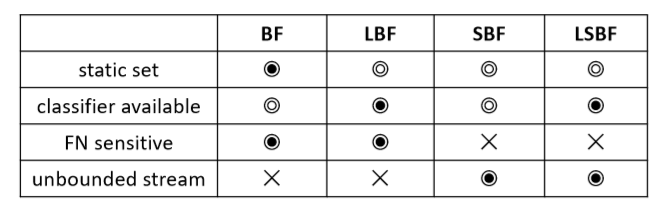 BF LBF SBF LSBF
static set ◉ ◎ ◎ ◎
classifier available ◎ ◉ ◎ ◉
FN sensitive ◉ ◉ × ×
unbounded stream × × ◉ ◉